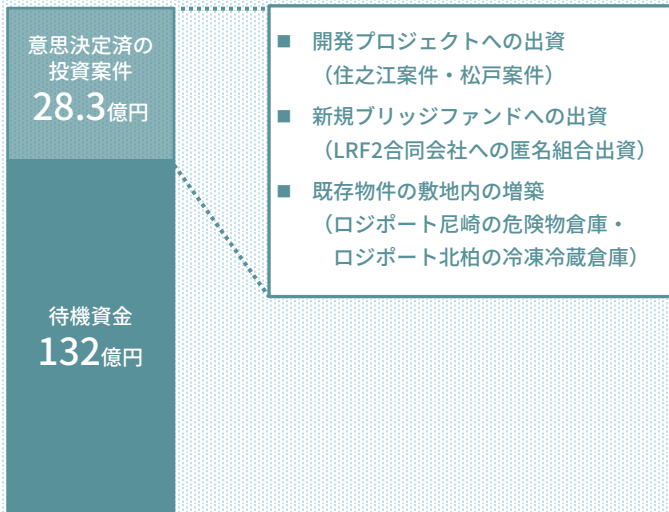 意思決定済の
投資案件
28.3億円
待機資金
132億円
■ 開発プロジェクトへの出資
（住之江案件・松戸案件）
■ 新規ブリッジファンドへの出資
（LRF2合同会社への匿名組合出資）
■ 既存物件の敷地内の増築
（ロジポート尼崎の危険物倉庫・
ロジポート北柏の冷凍冷蔵倉庫）